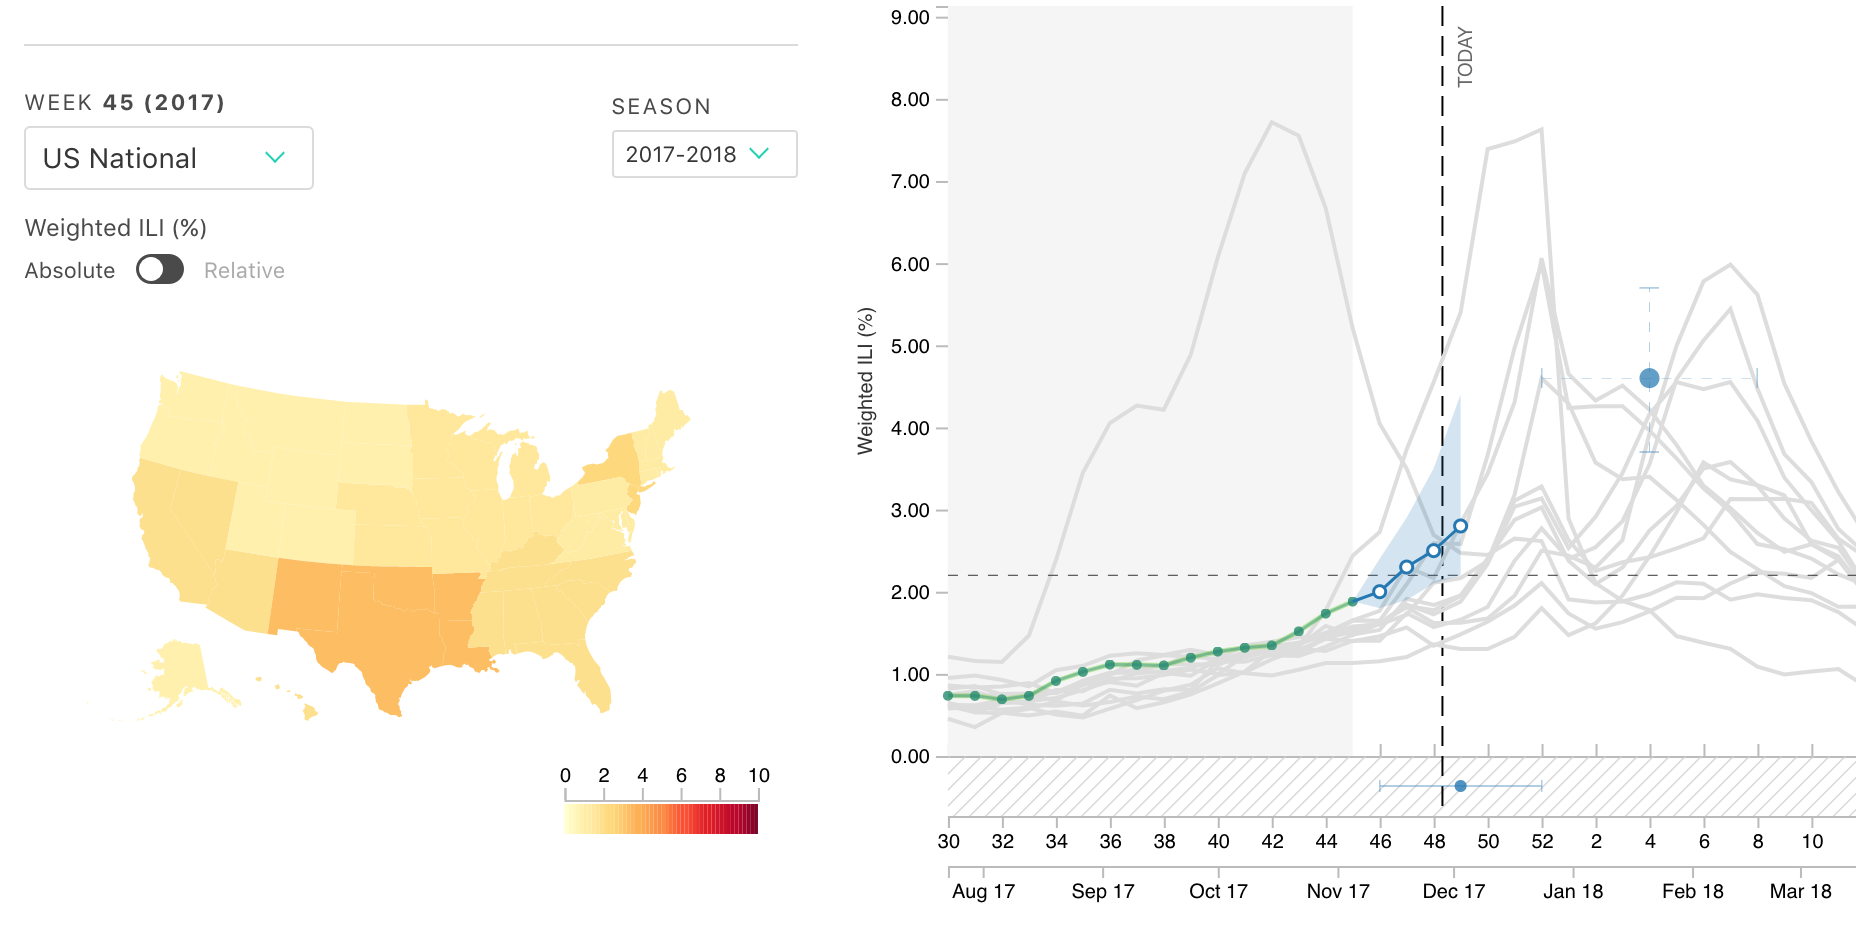 WEEK 45 (2017)
US National
SEASON
2017-2018
Weighted ILI (%)
Absolute Relative
0 2 4 6 8 10
9.00
8.00
7.00
6.00
5.00
4.00
3.00
2.00
1.00
0.00
Weighted ILI (%)
TODAY
30 32 34 36 38 40 42 44 46 48 50 52 2 4 6 8 10
Aug 17 Sep 17 Oct 17 Nov 17 Dec 17 Jan 18 Feb 18 Mar 18